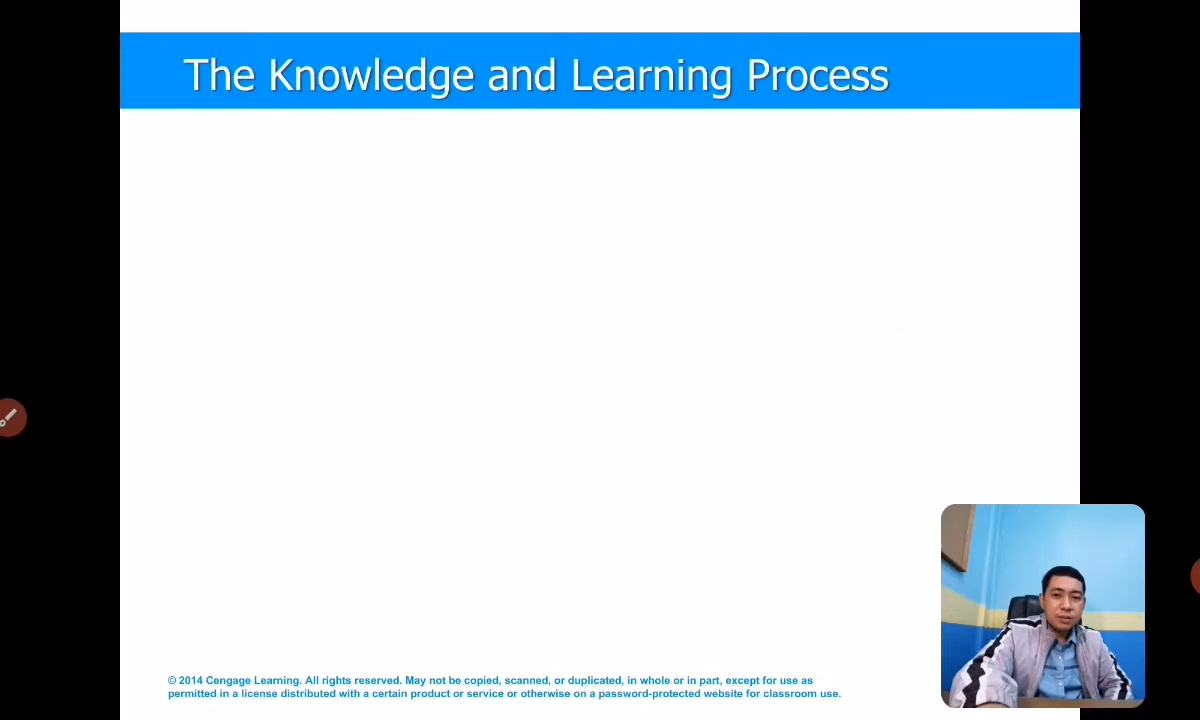 The Knowledge and Learning Process
© 2014 Cengage Learning. All rights reserved. May not be copied, scanned, or duplicated, in whole or in part, except for use as
permitted in a license distributed with a certain product or service or otherwise on a password-protected website for classroom use.